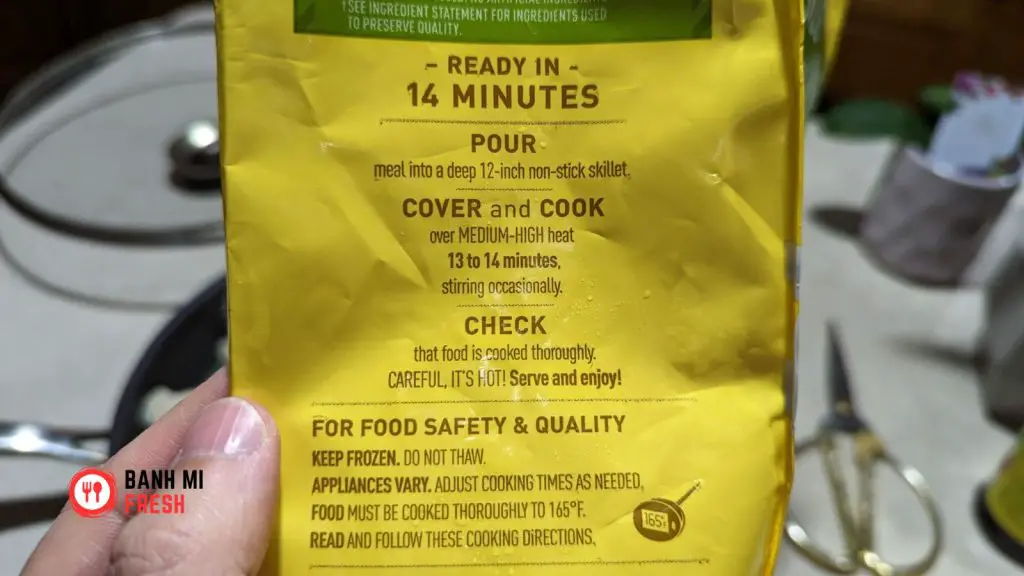 †SEE INGREDIENT STATEMENT FOR INGREDIENTS USED
TO PRESERVE QUALITY.
– READY IN –
14 MINUTES
POUR
meal into a deep 12-inch non-stick skillet.
COVER and COOK
over MEDIUM-HIGH heat
13 to 14 minutes,
stirring occasionally.
CHECK
that food is cooked thoroughly.
CAREFUL, IT'S HOT! Serve and enjoy!
FOR FOOD SAFETY & QUALITY
KEEP FROZEN. DO NOT THAW.
APPLIANCES VARY. ADJUST COOKING TIMES AS NEEDED.
FOOD MUST BE COOKED THOROUGHLY TO 165°F.
READ AND FOLLOW THESE COOKING DIRECTIONS.
165°F
BANH MI
FRESH